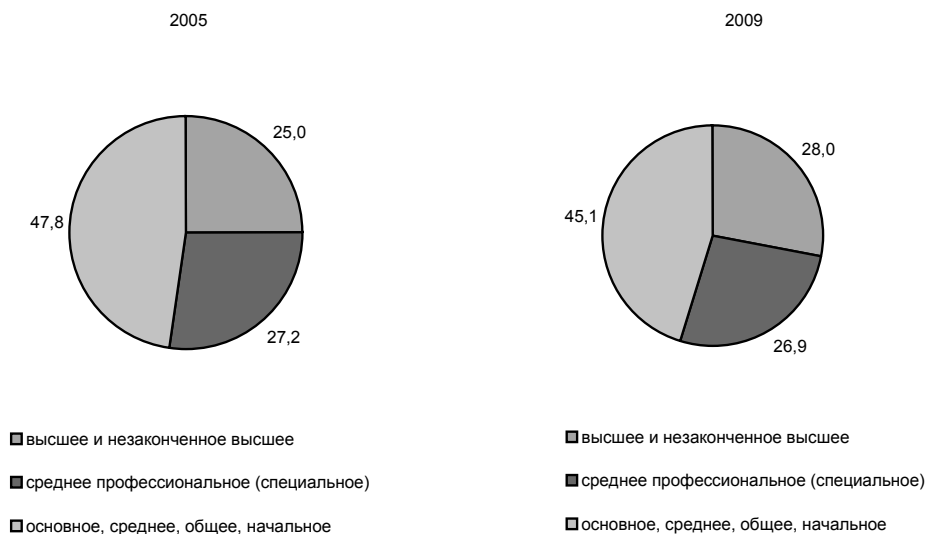 2005
25,0
47,8
27,2
высшее и незаконченное высшее
среднее профессиональное (специальное)
основное, среднее, общее, начальное
2009
28,0
45,1
26,9
высшее и незаконченное высшее
среднее профессиональное (специальное)
основное, среднее, общее, начальное